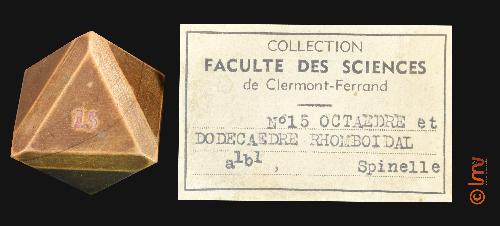 15
COLLECTION
FACULTE DES SCIENCES
de Clermont-Ferrand
N°15 OCTAEDRE et
DODECAEDRE RHOMBOIDAL
a1b1, Spinelle
© lmv